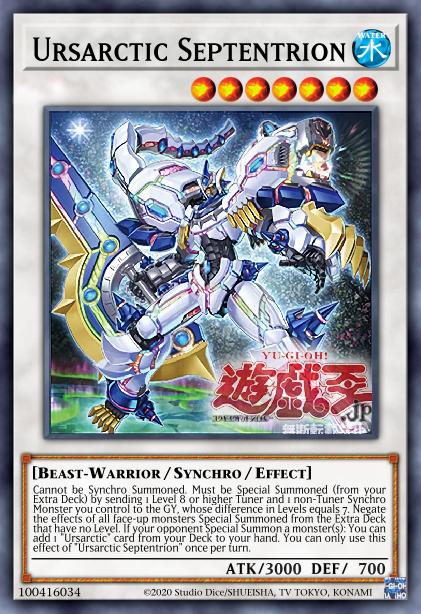 URSARCTIC SEPTENTRION
WATER
水
YU-GI-OH!
遊戯王
.JP
[BEAST-WARRIOR / SYNCHRO / EFFECT]
Cannot be Synchro Summoned. Must be Special Summoned (from your
Extra Deck) by sending 1 Level 8 or higher Tuner and 1 non-Tuner Synchro
Monster you control to the GY, whose difference in Levels equals 7. Negate
the effects of all face-up monsters Special Summoned from the Extra Deck
that have no Level. If your opponent Special Summon a monster(s): You can
add 1 "Ursarctic" card from your Deck to your hand. You can only use this
effect of "Ursarctic Septentrion" once per turn.
ATK/3000 DEF/ 700
100416034
©2020 Studio Dice/SHUEISHA, TV TOKYO, KONAMI